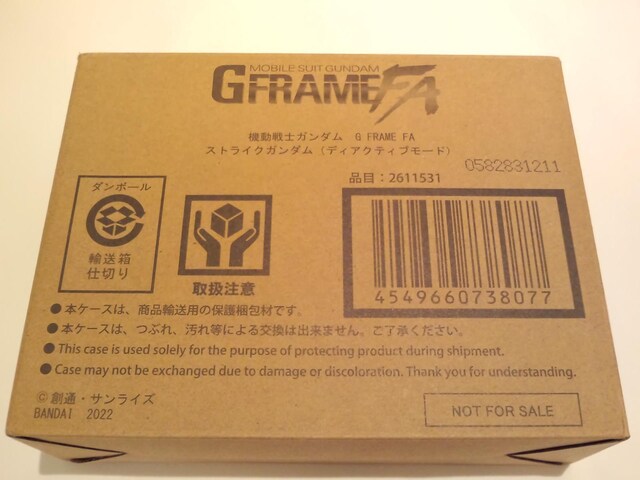 MOBILE SUIT GUNDAM
GFRAMEFA
機動戦士ガンダム G FRAME FA
ストライクガンダム（ディアクティブモード）
0582831211
品目：2611531
ダンボール
輸送箱
仕切り
取扱注意
4549660738077
●本ケースは、商品輸送用の保護梱包材です。
●本ケースは、つぶれ、汚れ等による交換は出来ません。ご了承ください。
●This case is used solely for the purpose of protecting product during shipment.
●Case may not be exchanged due to damage or discoloration. Thank you for understanding.
©創通・サンライズ
BANDAI 2022
NOT FOR SALE